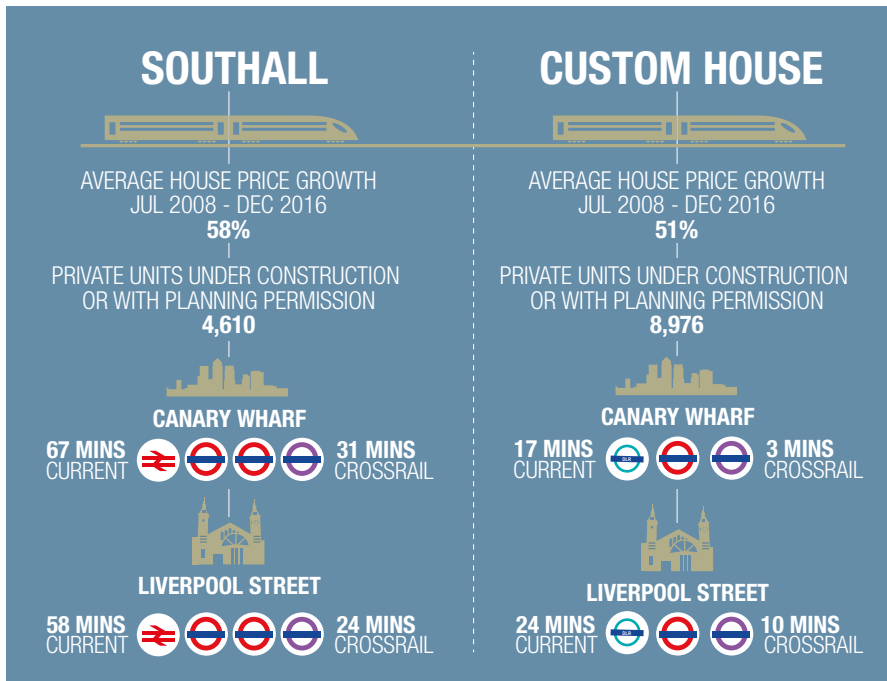 SOUTHALL
AVERAGE HOUSE PRICE GROWTH
JUL 2008 - DEC 2016
58%
PRIVATE UNITS UNDER CONSTRUCTION
OR WITH PLANNING PERMISSION
4,610
CANARY WHARF
67 MINS
CURRENT
31 MINS
CROSSRAIL
LIVERPOOL STREET
58 MINS
CURRENT
24 MINS
CROSSRAIL
CUSTOM HOUSE
AVERAGE HOUSE PRICE GROWTH
JUL 2008 - DEC 2016
51%
PRIVATE UNITS UNDER CONSTRUCTION
OR WITH PLANNING PERMISSION
8,976
CANARY WHARF
17 MINS
CURRENT
DLR
3 MINS
CROSSRAIL
LIVERPOOL STREET
24 MINS
CURRENT
DLR
10 MINS
CROSSRAIL